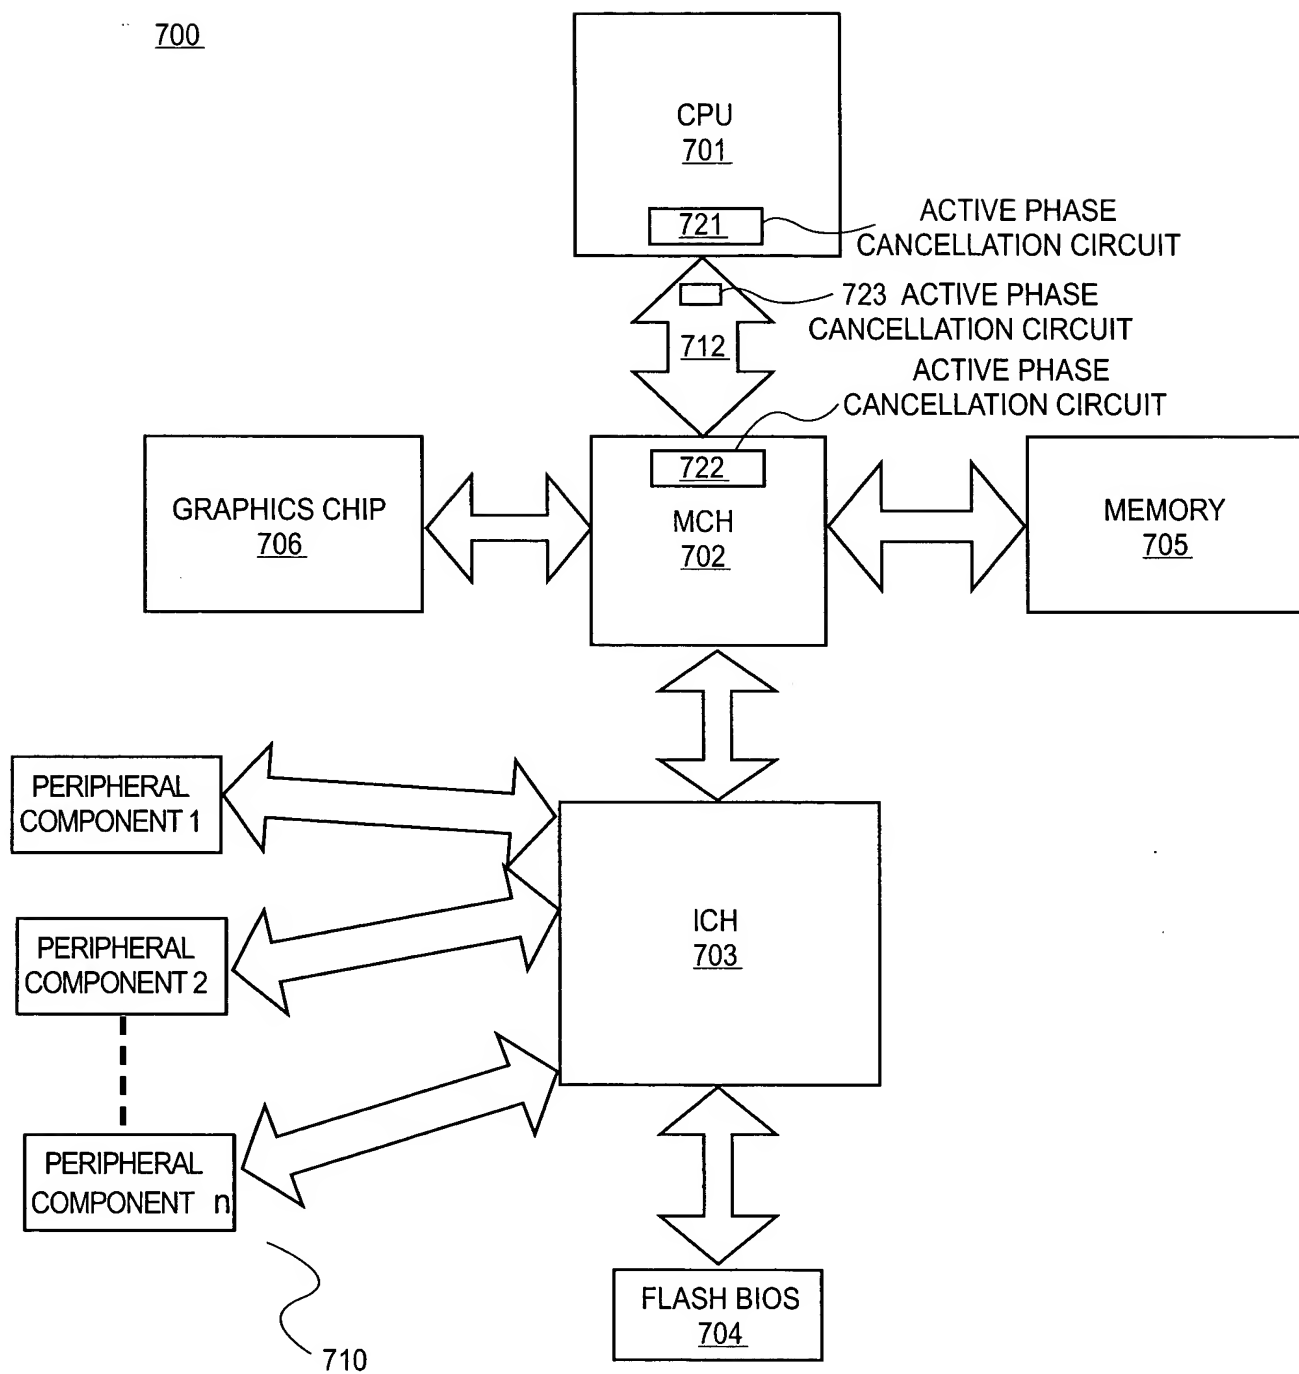 700
CPU
701
721
ACTIVE PHASE
CANCELLATION CIRCUIT
723 ACTIVE PHASE
CANCELLATION CIRCUIT
712
ACTIVE PHASE
CANCELLATION CIRCUIT
722
GRAPHICS CHIP
706
MCH
702
MEMORY
705
PERIPHERAL
COMPONENT 1
PERIPHERAL
COMPONENT 2
ICH
703
PERIPHERAL
COMPONENT n
FLASH BIOS
704
710